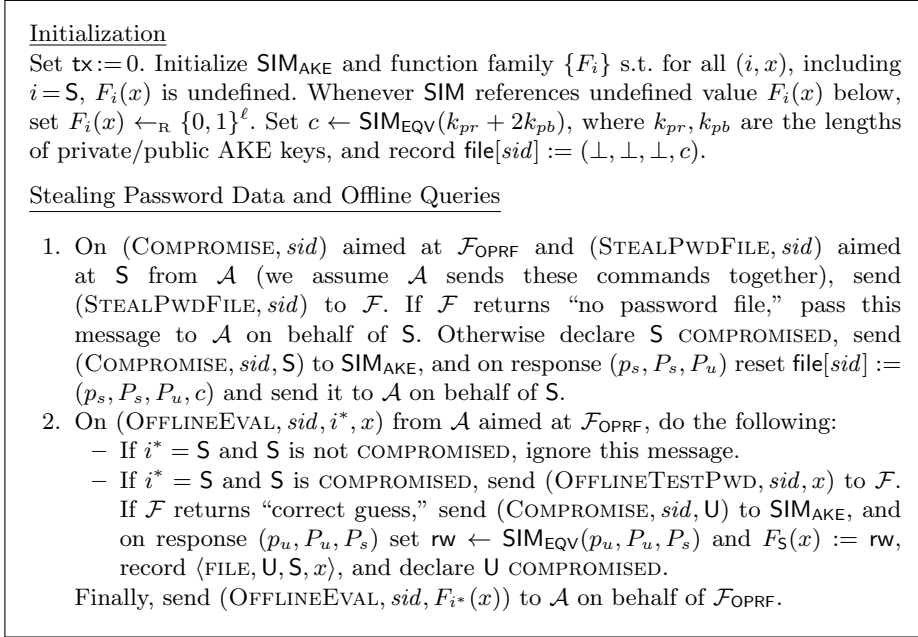 Initialization
Set tx:=0. Initialize SIM_AKE and function family {F_i} s.t. for all (i, x), including
i=S, F_i(x) is undefined. Whenever SIM references undefined value F_i(x) below,
set F_i(x) ←_R {0, 1}^ℓ. Set c ← SIM_EQV(k_pr + 2k_pb), where k_pr, k_pb are the lengths
of private/public AKE keys, and record file[sid] := (⊥, ⊥, ⊥, c).
Stealing Password Data and Offline Queries
1. On (COMPROMISE, sid) aimed at F_OPRF and (STEALPWDFILE, sid) aimed
at S from A (we assume A sends these commands together), send
(STEALPWDFILE, sid) to F. If F returns "no password file," pass this
message to A on behalf of S. Otherwise declare S COMPROMISED, send
(COMPROMISE, sid, S) to SIM_AKE, and on response (p_s, P_s, P_u) reset file[sid] :=
(p_s, P_s, P_u, c) and send it to A on behalf of S.
2. On (OFFLINEEVAL, sid, i*, x) from A aimed at F_OPRF, do the following:
– If i* = S and S is not COMPROMISED, ignore this message.
– If i* = S and S is COMPROMISED, send (OFFLINETESTPWD, sid, x) to F.
If F returns "correct guess," send (COMPROMISE, sid, U) to SIM_AKE, and
on response (p_u, P_u, P_s) set rw ← SIM_EQV(p_u, P_u, P_s) and F_S(x) := rw,
record ⟨FILE, U, S, x⟩, and declare U COMPROMISED.
Finally, send (OFFLINEEVAL, sid, F_i*(x)) to A on behalf of F_OPRF.